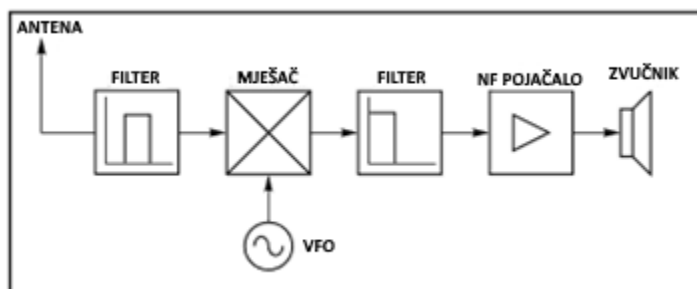 ANTENA
FILTER
MJEŠAČ
FILTER
NF POJAČALO
ZVUČNIK
VFO